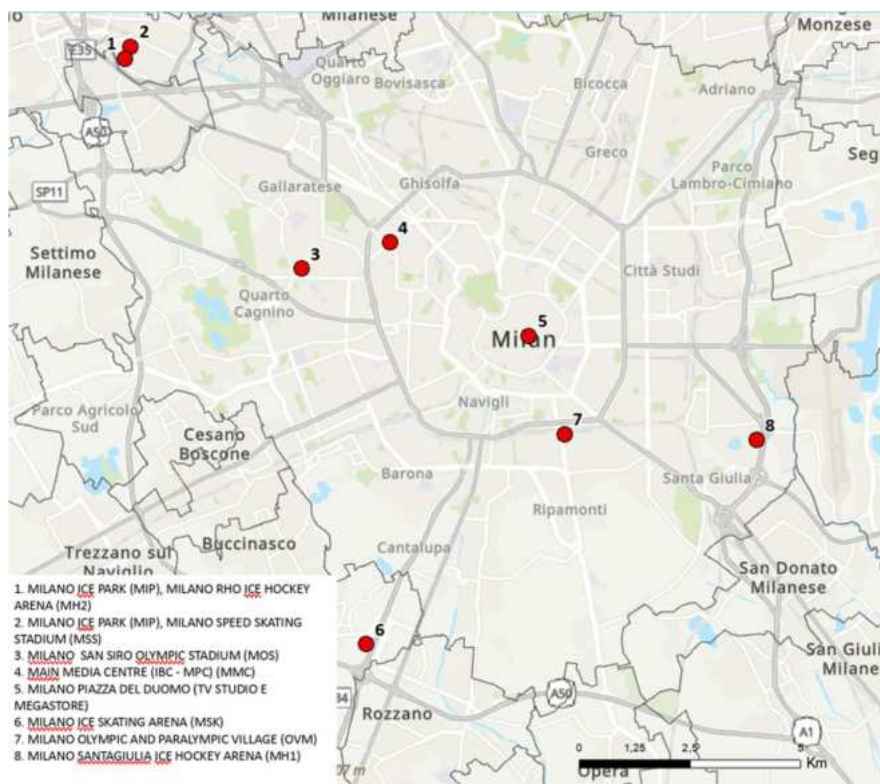 Milanese
Monzese
2
1
E35
Quarto
Oggiaro
Bovisasca
Bicocca
Adriano
A50
Greco
Seg
SP11
Gallaratese
Ghisolfa
Parco
Lambro-Cimiano
4
3
Settimo
Milanese
Città Studi
Quarto
Cagnino
5
Milan
Parco Agricolo
Sud
Navigli
7
8
Cesano
Boscone
Barona
Santa Giulia
Ripamonti
Buccinasco
Cantalupa
Trezzano sul
Naviglio
San Donato
Milanese
1. MILANO ICE PARK (MIP), MILANO RHO ICE HOCKEY
ARENA (MH2)
2. MILANO ICE PARK (MIP), MILANO SPEED SKATING
STADIUM (MSS)
3. MILANO SAN SIRO OLYMPIC STADIUM (MOS)
4. MAIN MEDIA CENTRE (IBC - MPC) (MMC)
5. MILANO PIAZZA DEL DUOMO (TV STUDIO E
MEGASTORE)
6. MILANO ICE SKATING ARENA (MSK)
7. MILANO OLYMPIC AND PARALYMPIC VILLAGE (OVM)
8. MILANO SANTAGIULIA ICE HOCKEY ARENA (MH1)
6
San Giuli
Milane
84
A50
Rozzano
A1
0 1,25 2,5 5
Km
Opera
07 m